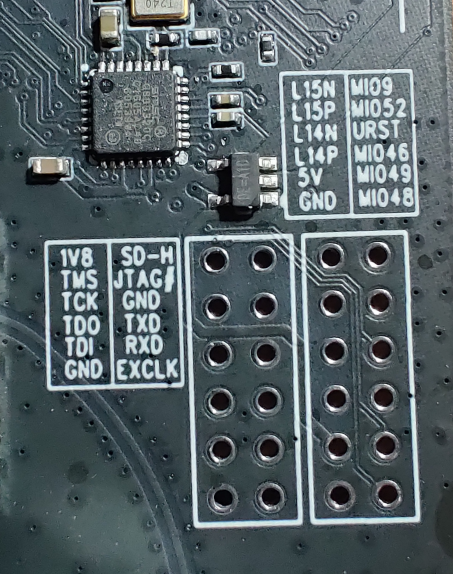 T240
L15N MIO9
L15P MIO52
L14N URST
L14P MIO46
5V MIO49
GND MIO48
1V8 SD-H
TMS JTAG
TCK GND
TDO TXD
TDI RXD
GND EXCLK